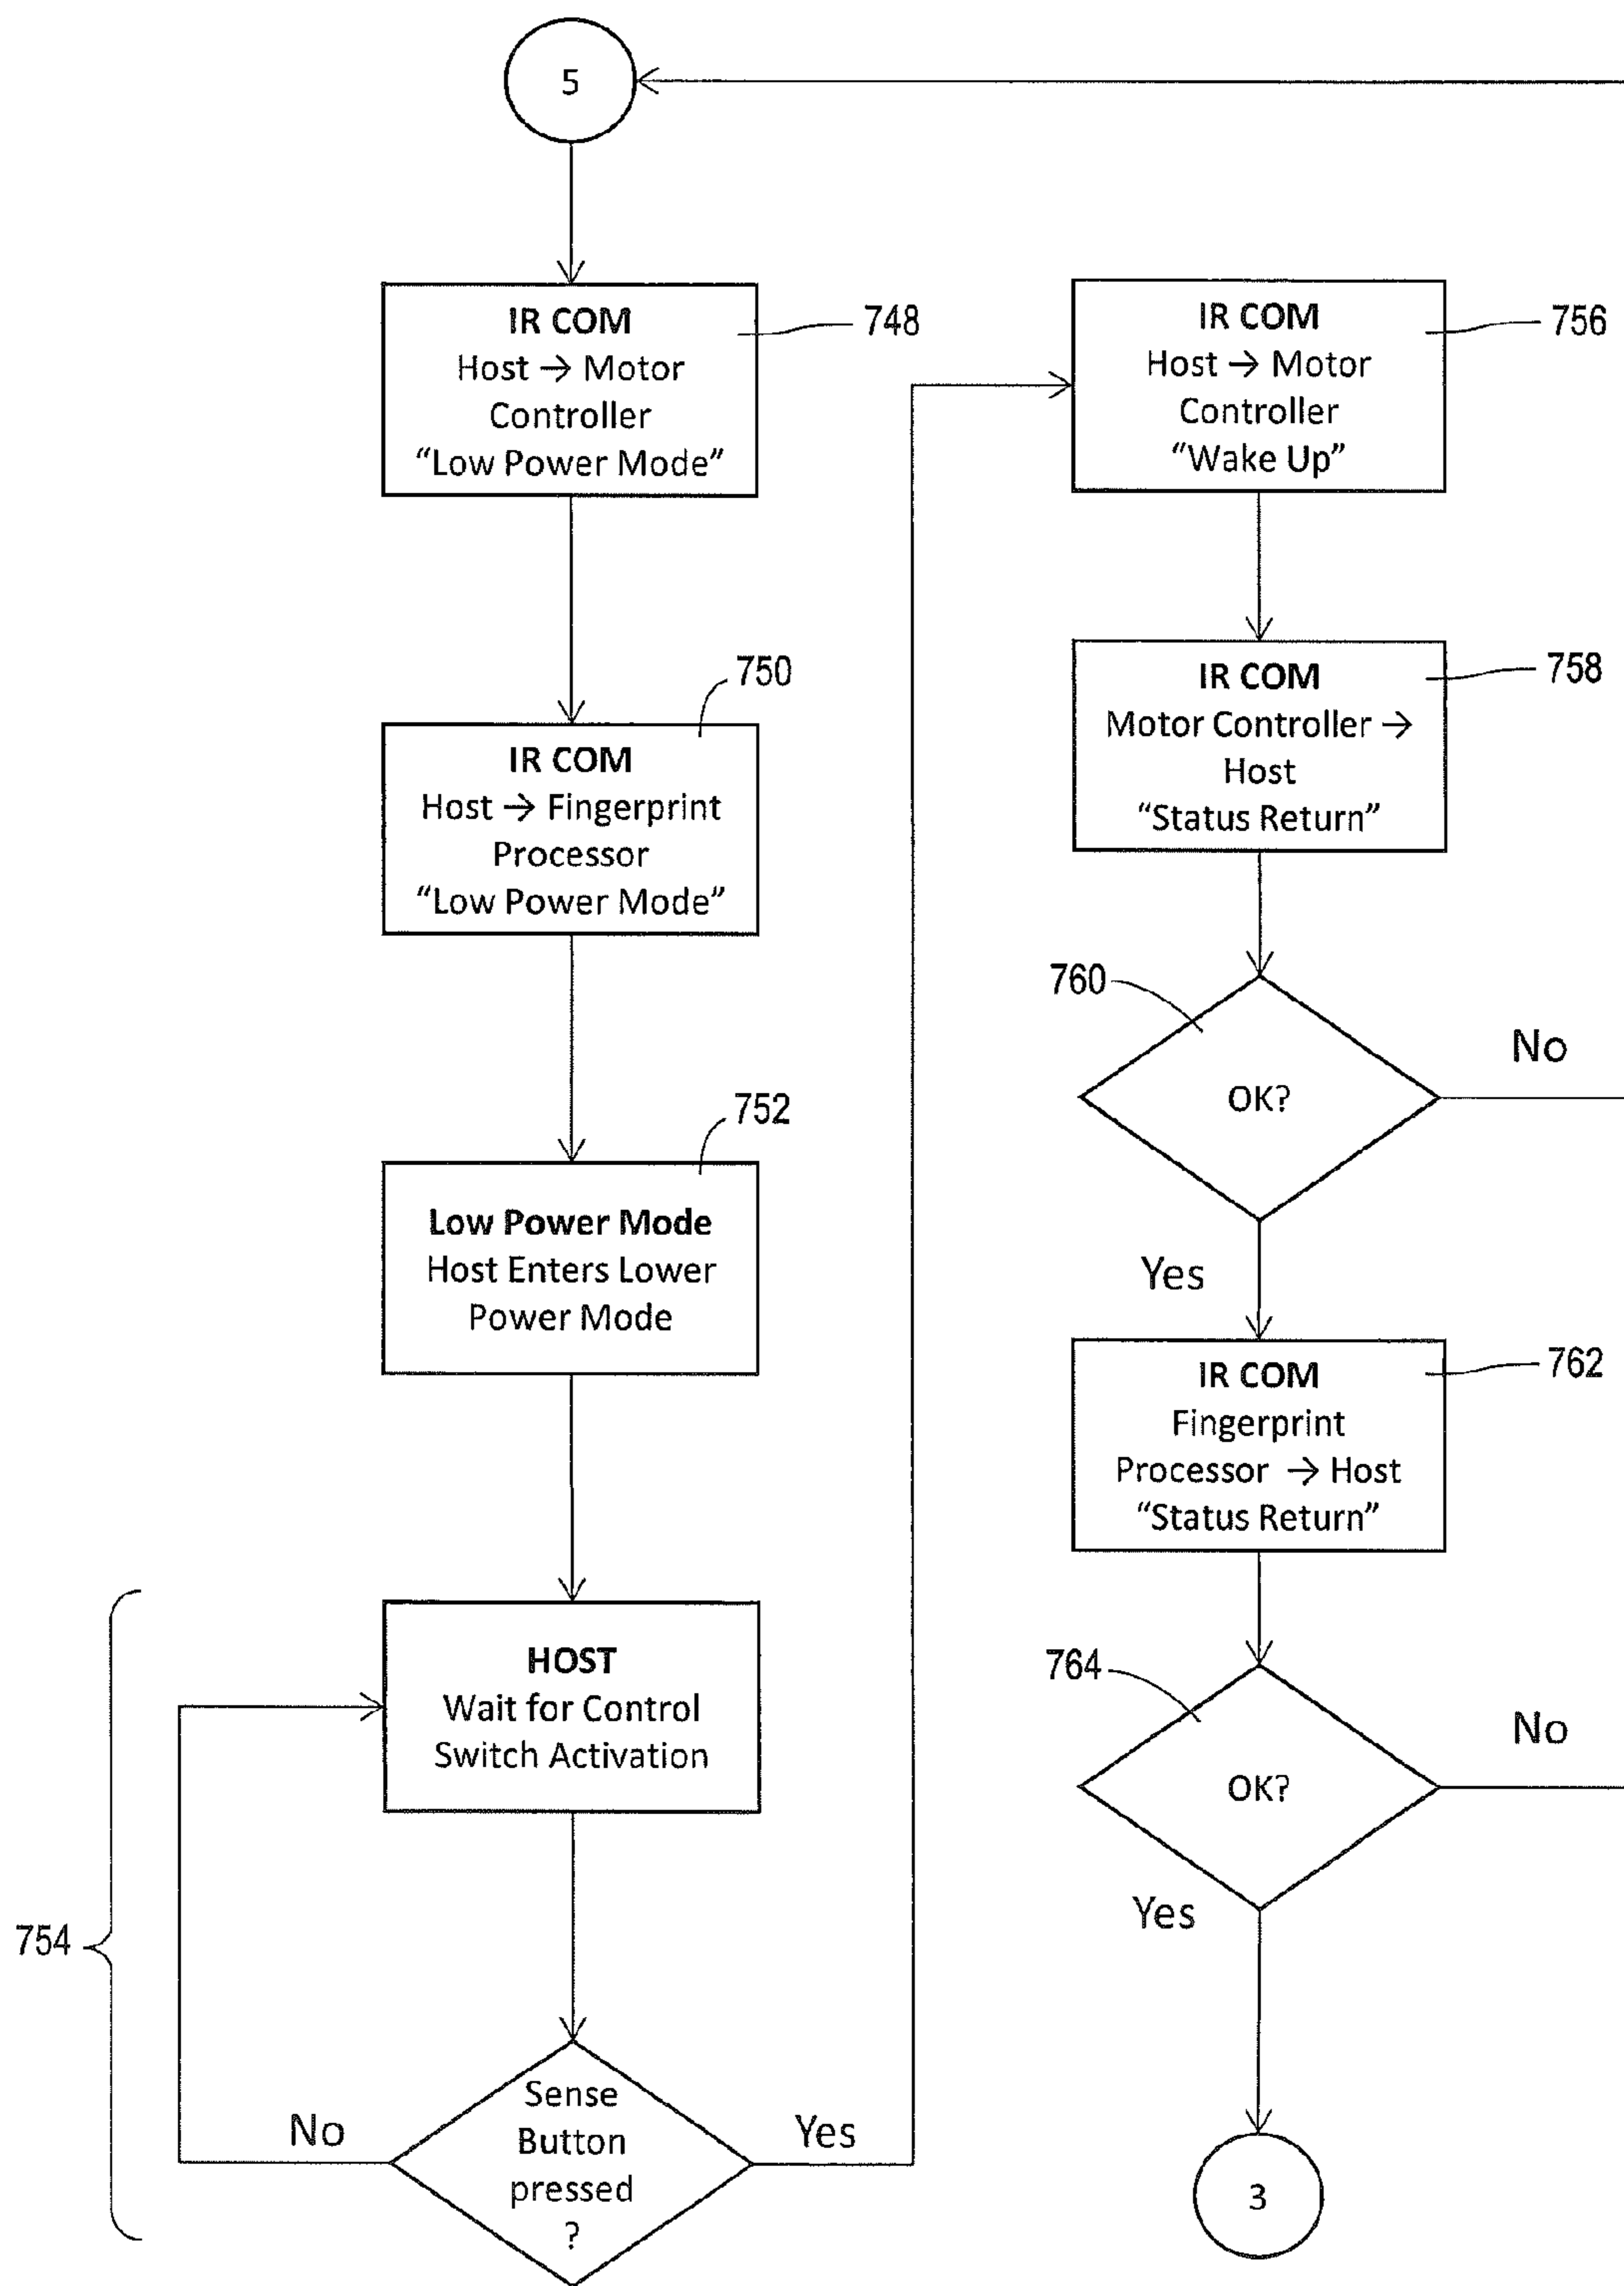 5
IR COM
Host → Motor
Controller
“Low Power Mode”
748
IR COM
Host → Fingerprint
Processor
“Low Power Mode”
750
Low Power Mode
Host Enters Lower
Power Mode
752
HOST
Wait for Control
Switch Activation
754
Sense
Button
pressed
?
No
Yes
IR COM
Host → Motor
Controller
“Wake Up”
756
IR COM
Motor Controller →
Host
“Status Return”
758
760
OK?
No
Yes
IR COM
Fingerprint
Processor → Host
“Status Return”
762
764
OK?
No
Yes
3